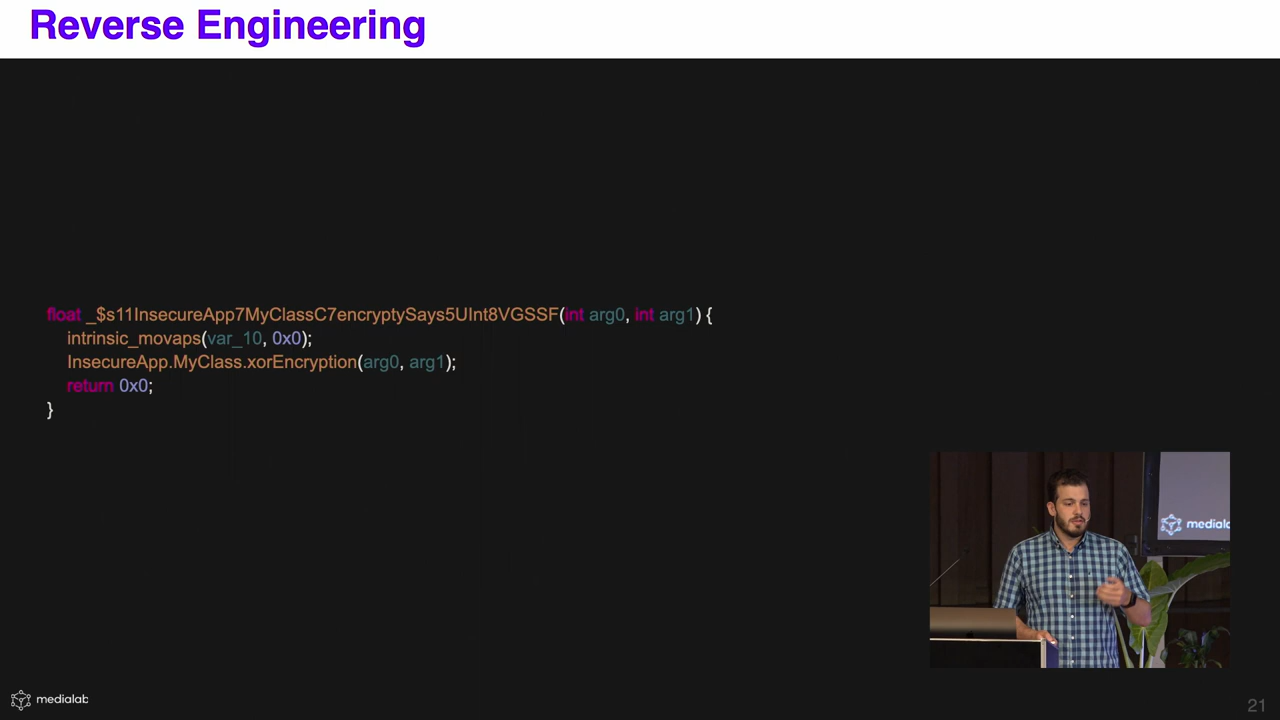 Reverse Engineering
float _$s11InsecureApp7MyClassC7encryptySays5UInt8VGSSF(int arg0, int arg1) {
intrinsic_movaps(var_10, 0x0);
InsecureApp.MyClass.xorEncryption(arg0, arg1);
return 0x0;
}
medialab
medialab
21